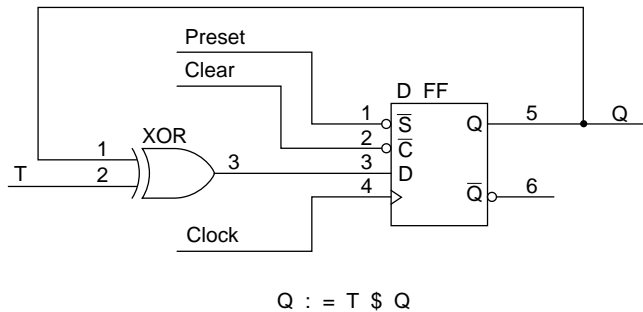 Preset
Clear
D FF
1 S̅ Q 5 Q
XOR
2 C̅
1
3
3 D
T 2
4
Q̅ 6
Clock
Q : = T $ Q